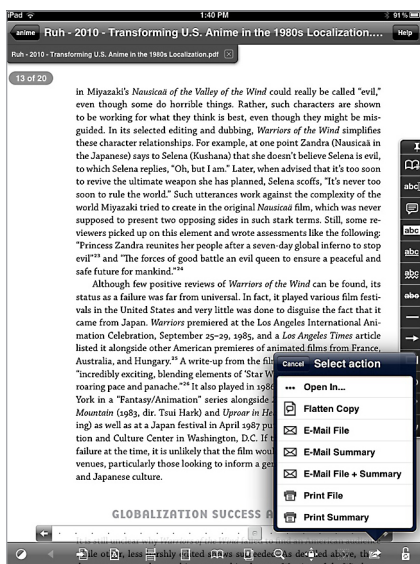 iPad
1:40 PM
91%
anime
Ruh - 2010 - Transforming U.S. Anime in the 1980s Localization....
Help
Ruh - 2010 - Transforming U.S. Anime in the 1980s Localization.pdf
13 of 20
in Miyazaki's Nausicaä of the Valley of the Wind could really be called "evil,"
even though some do horrible things. Rather, such characters are shown
to be working for what they think is best, even though they might be mis-
guided. In its selected editing and dubbing, Warriors of the Wind simplifies
these character relationships. For example, at one point Zandra (Nausicaä in
the Japanese) says to Selena (Kushana) that she doesn't believe Selena is evil,
to which Selena replies, "Oh, but I am." Later, when advised that it's too soon
to revive the ultimate weapon she has planned, Selena scoffs, "It's never too
soon to rule the world." Such utterances work against the complexity of the
world Miyazaki tried to create in the original Nausicaä film, which was never
supposed to present two opposing sides in such stark terms. Still, some re-
viewers picked up on this element and wrote assessments like the following:
"Princess Zandra reunites her people after a seven-day global inferno to stop
evil"23 and "The forces of good battle an evil queen to ensure a peaceful and
safe future for mankind."24
Although few positive reviews of Warriors of the Wind can be found, its
status as a failure was far from universal. In fact, it played various film festi-
vals in the United States and very little was done to disguise the fact that it
came from Japan. Warriors premiered at the Los Angeles International Ani-
mation Celebration, September 25–29, 1985, and a Los Angeles Times article
listed it alongside other American premieres of animated films from France,
Australia, and Hungary.25 A write-up from the fil
"incredibly exciting, blending elements of 'Star W
roaring pace and panache."26 It also played in 1986
York in a "Fantasy/Animation" series alongside
Mountain (1983, dir. Tsui Hark) and Uproar in He
ing) as well as at a Japan festival in April 1987 pu
tion and Culture Center in Washington, D.C. If t
failure at the time, it is unlikely that the film wou
venues, particularly those looking to inform a ge
and Japanese culture.
GLOBALIZATION SUCCESS A
abc
abc
abc
abc
abc
Cancel
Select action
Open In...
Flatten Copy
E-Mail File
E-Mail Summary
E-Mail File + Summary
Print File
Print Summary